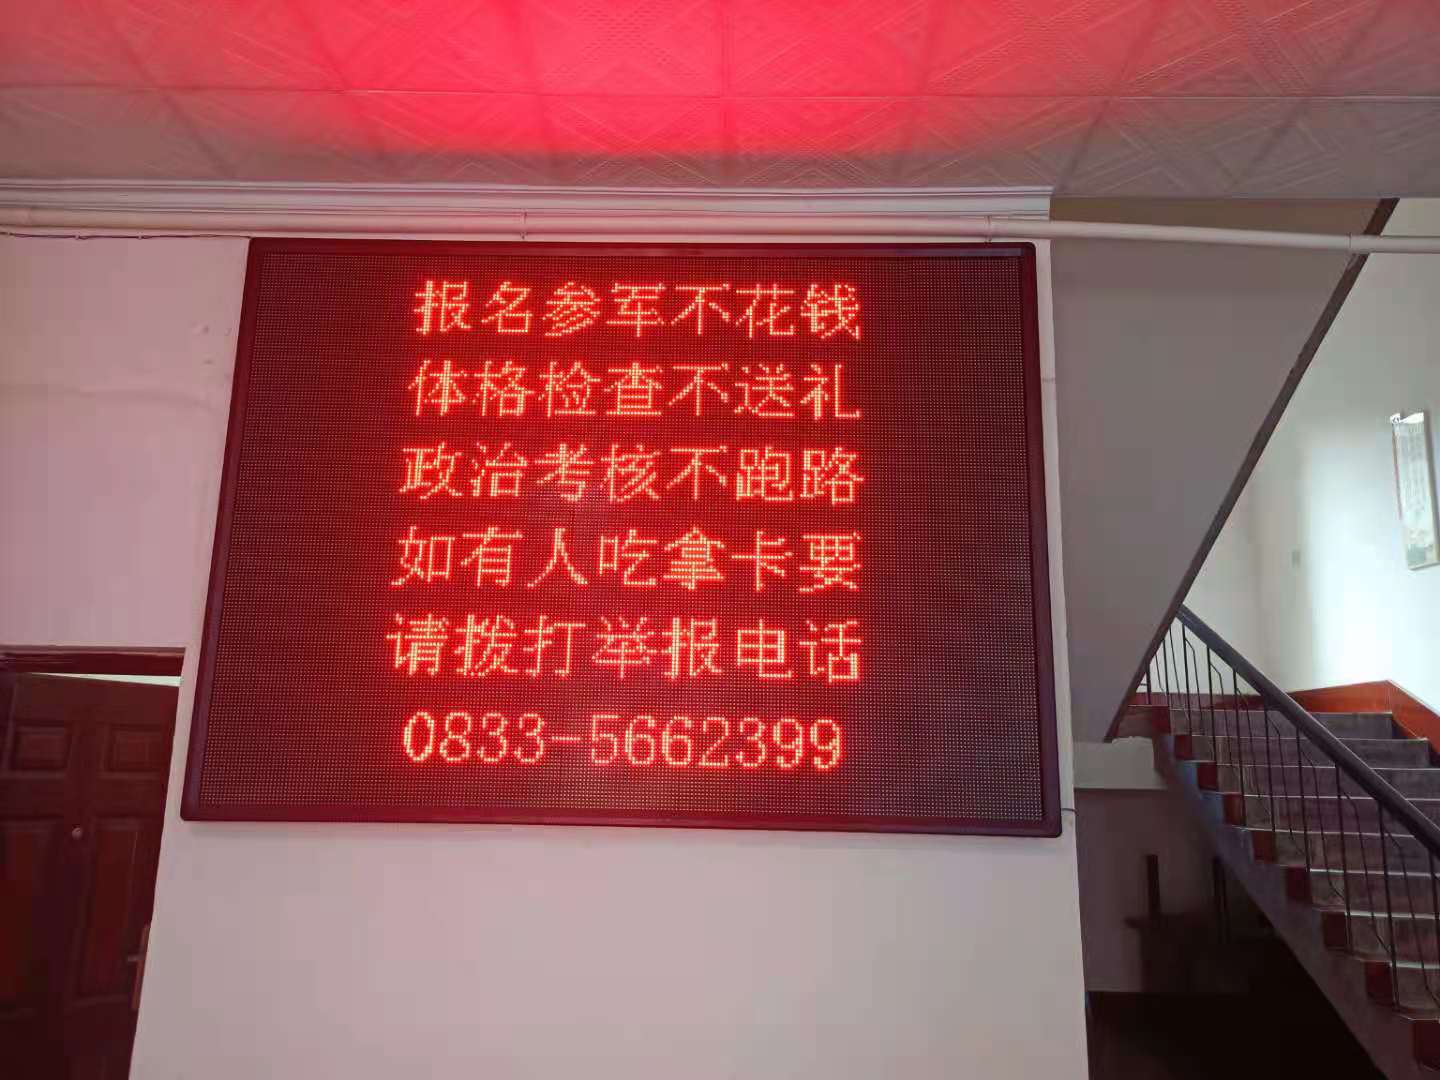 报名参军不花钱
体格检查不送礼
政治考核不跑路
如有人吃拿卡要
请拨打举报电话
0833-5662399